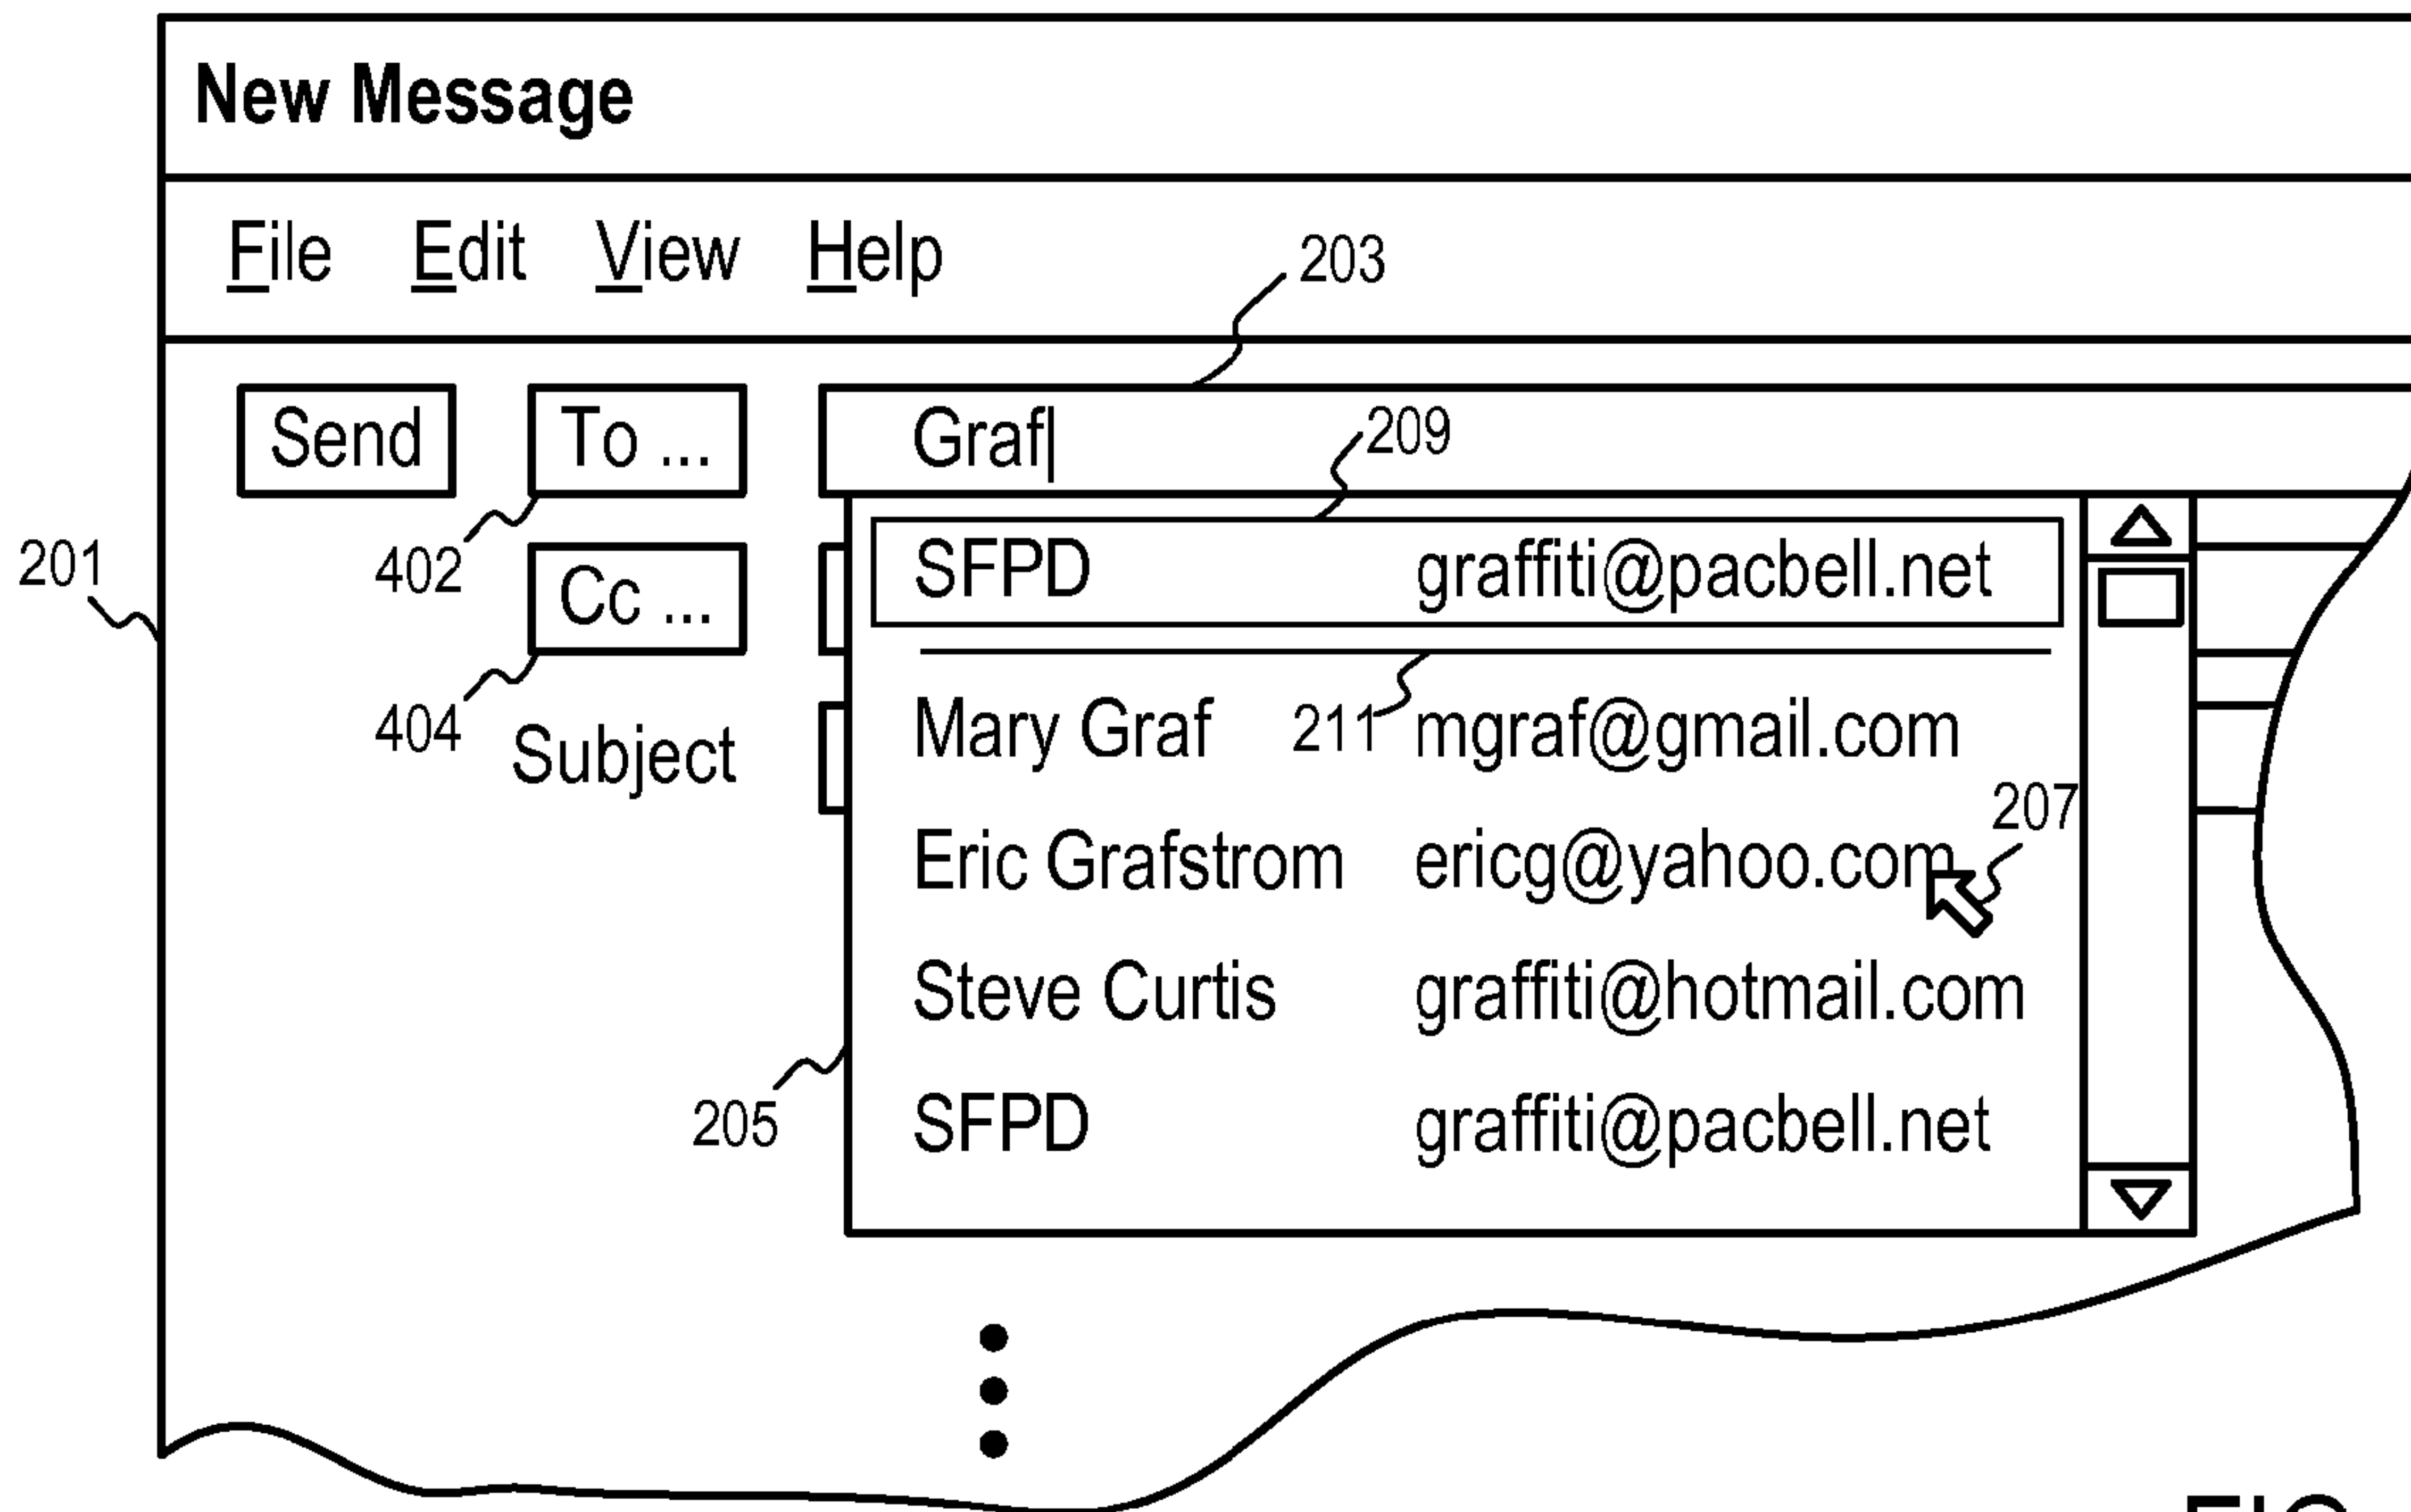 New Message
File Edit View Help
203
Send To ... Graf
209
201
402
SFPD graffiti@pacbell.net
Cc ...
404
Subject
Mary Graf 211 mgraf@gmail.com
207
Eric Grafstrom ericg@yahoo.com
Steve Curtis graffiti@hotmail.com
205
SFPD graffiti@pacbell.net